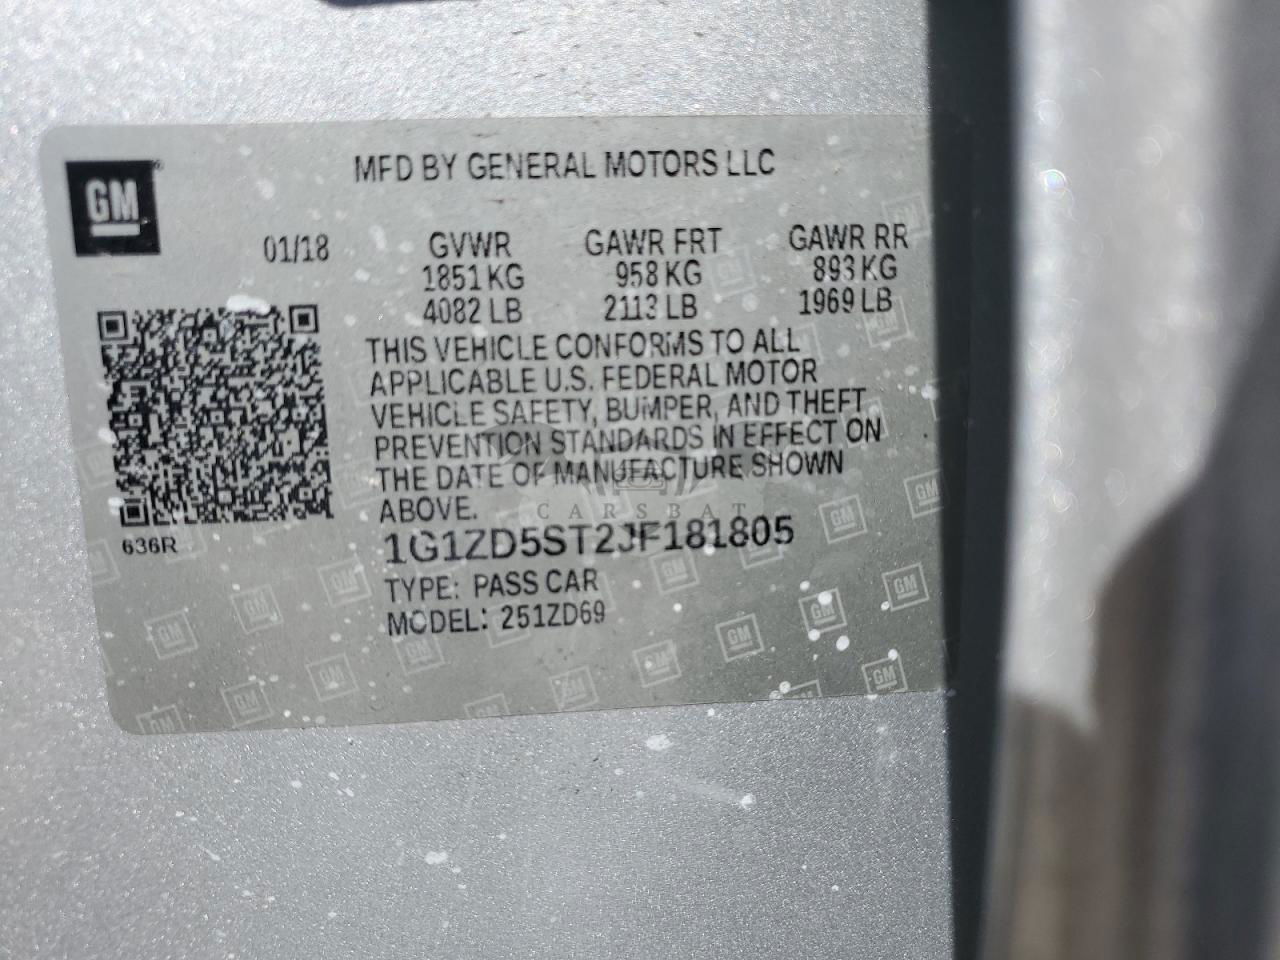 GM
MFD BY GENERAL MOTORS LLC
01/18
GVWR GAWR FRT GAWR RR
1851 KG 958 KG 893 KG
4082 LB 2113 LB 1969 LB
THIS VEHICLE CONFORMS TO ALL
APPLICABLE U.S. FEDERAL MOTOR
VEHICLE SAFETY, BUMPER, AND THEFT
PREVENTION STANDARDS IN EFFECT ON
THE DATE OF MANUFACTURE SHOWN
ABOVE.
CARSBAT
1G1ZD5ST2JF181805
636R
TYPE: PASS CAR
MODEL: 251ZD69